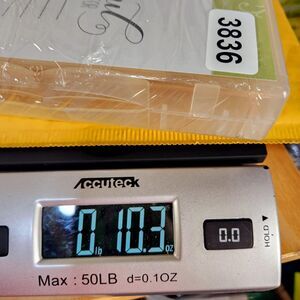 3836
Accuteck
0 lb 10.3 oz
0.0
HOLD
Max : 50LB d=0.1OZ